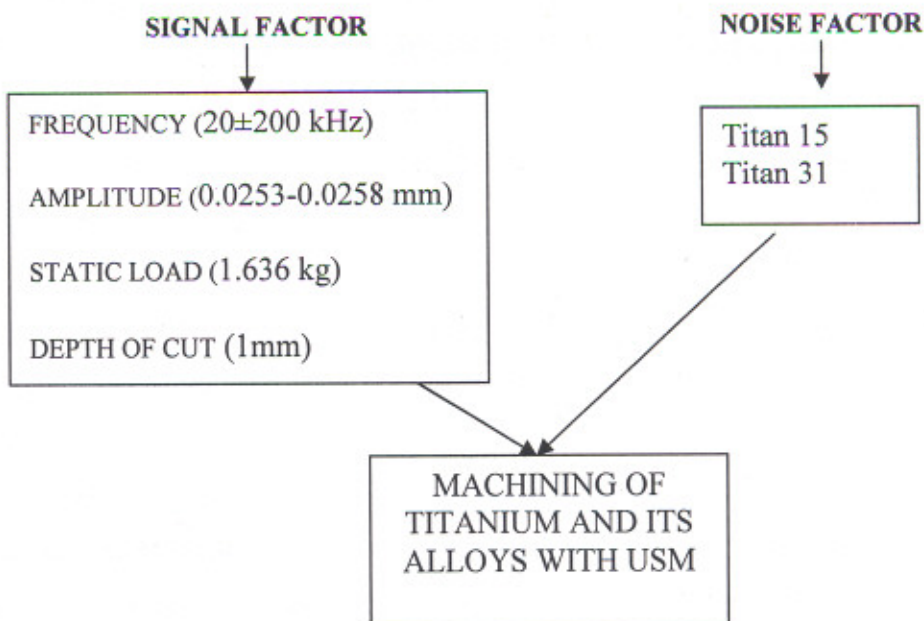 SIGNAL FACTOR
FREQUENCY (20±200 kHz)
AMPLITUDE (0.0253-0.0258 mm)
STATIC LOAD (1.636 kg)
DEPTH OF CUT (1mm)
NOISE FACTOR
Titan 15
Titan 31
MACHINING OF
TITANIUM AND ITS
ALLOYS WITH USM